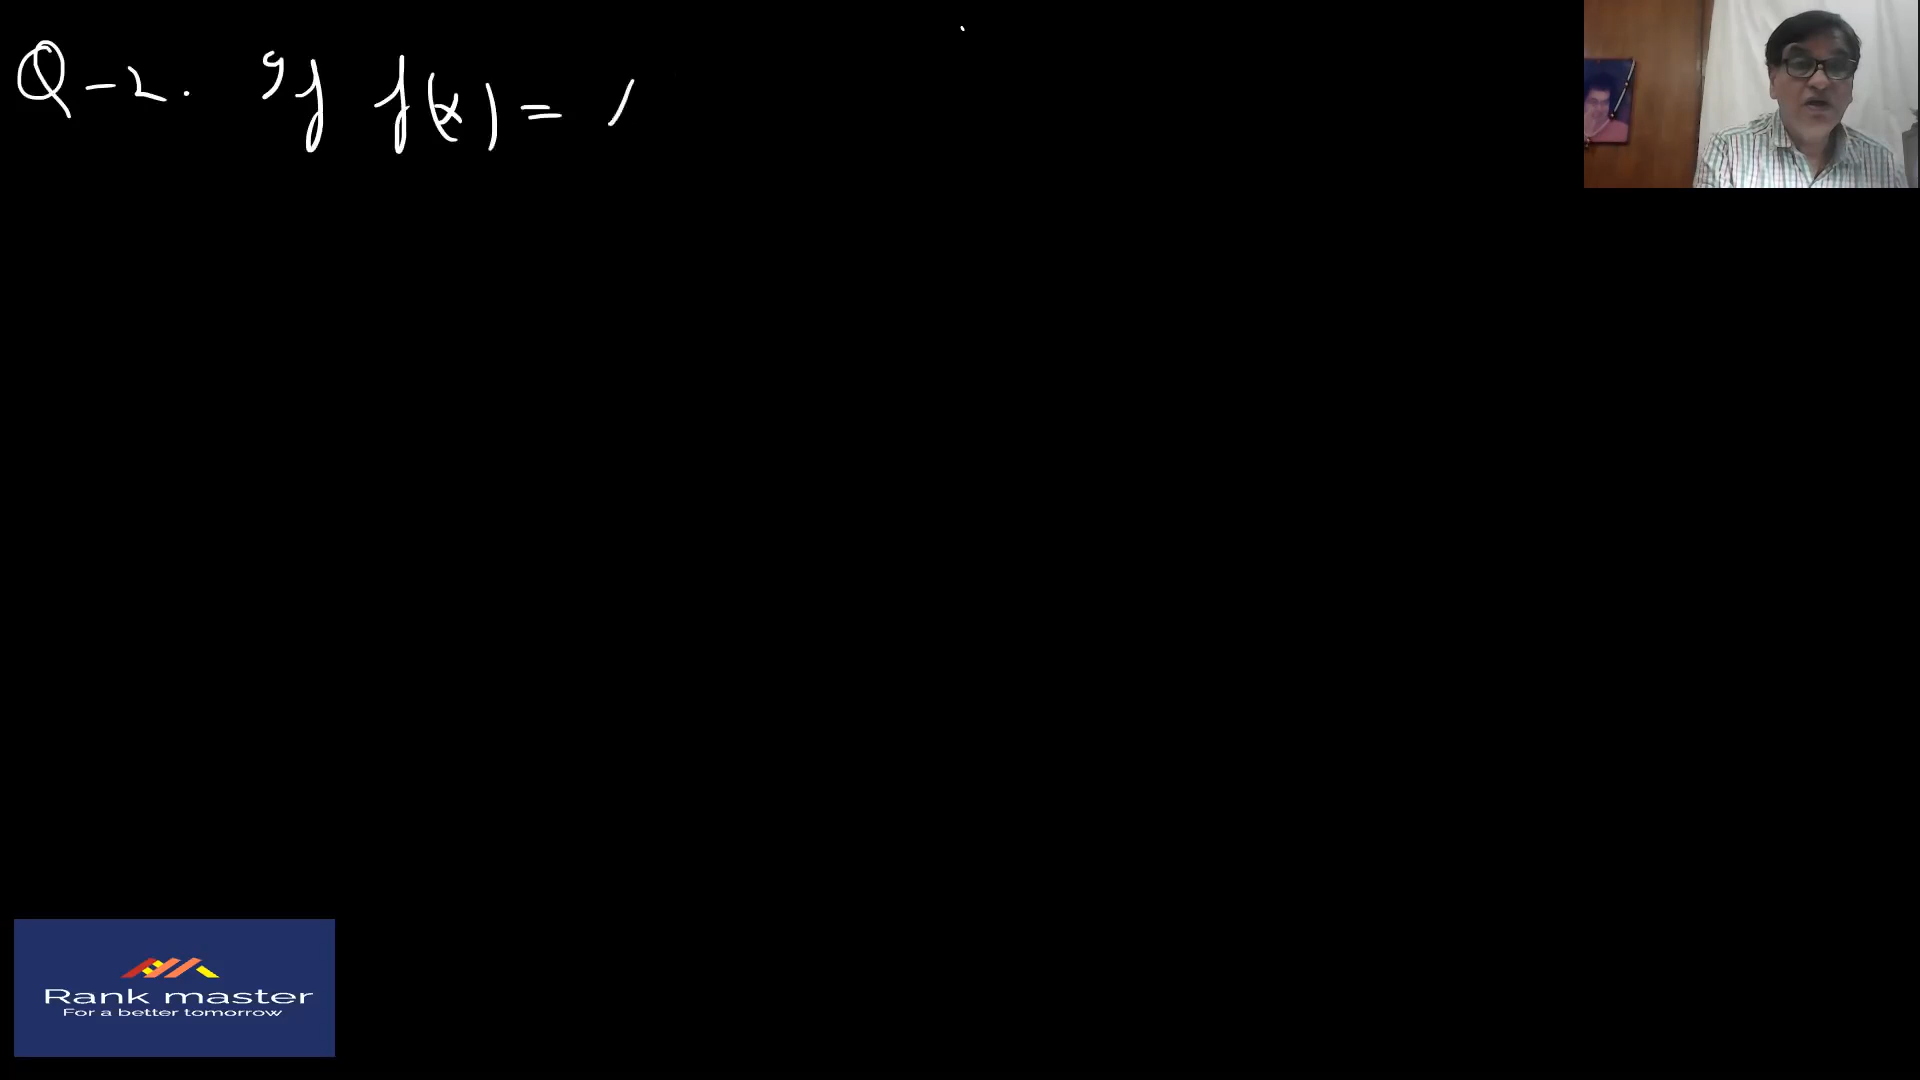 Q-2. If f(x) = /
Rank master
For a better tomorrow